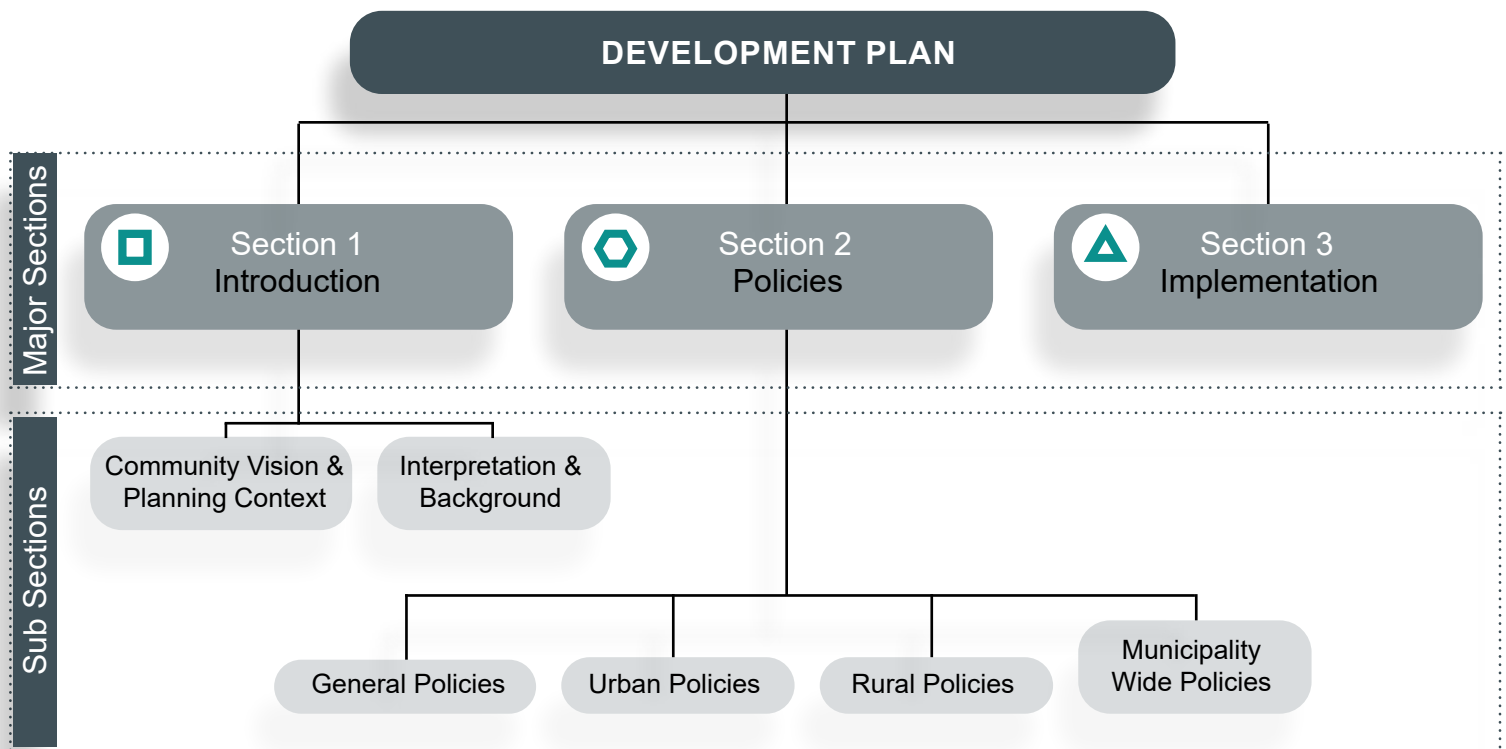 DEVELOPMENT PLAN
Major Sections
Section 1
Introduction
Section 2
Policies
Section 3
Implementation
Sub Sections
Community Vision &
Planning Context
Interpretation &
Background
General Policies
Urban Policies
Rural Policies
Municipality
Wide Policies